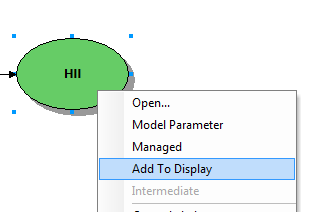 HII
Open...
Model Parameter
Managed
Add To Display
Intermediate